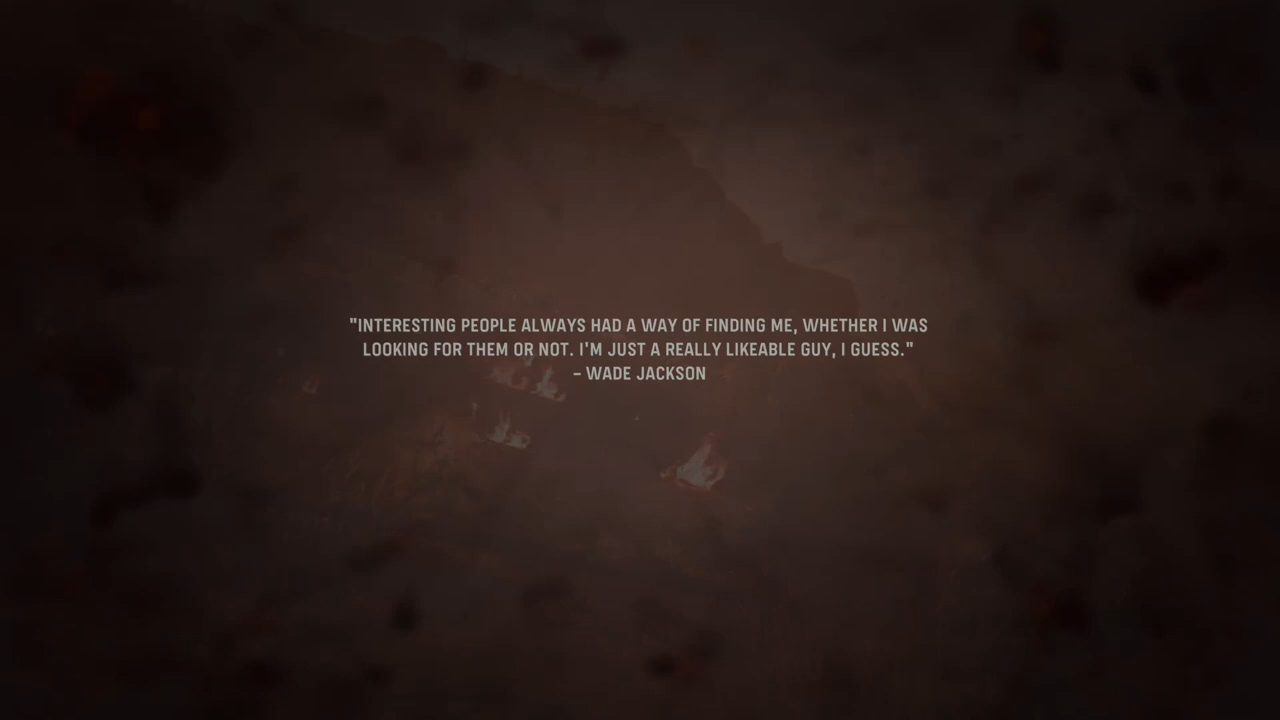 "INTERESTING PEOPLE ALWAYS HAD A WAY OF FINDING ME, WHETHER I WAS
LOOKING FOR THEM OR NOT. I'M JUST A REALLY LIKEABLE GUY, I GUESS."
- WADE JACKSON